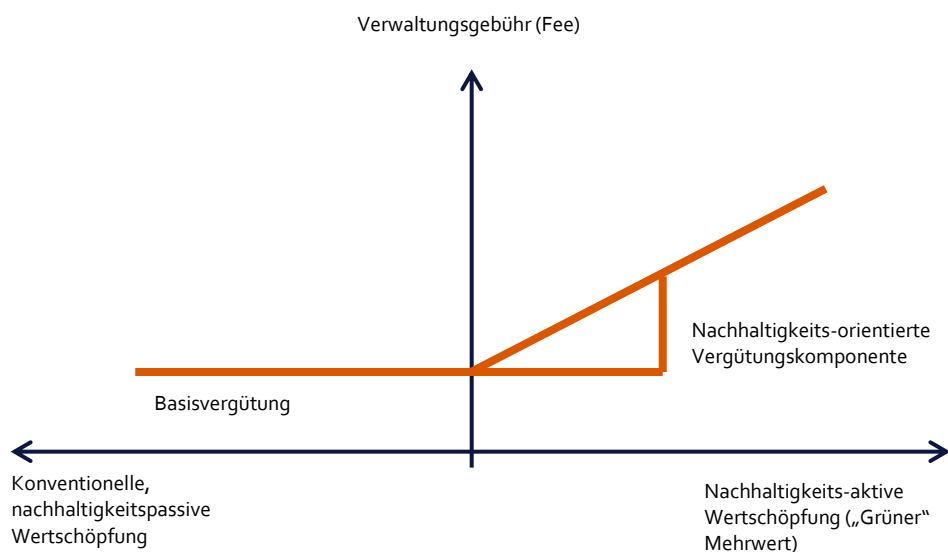 Verwaltungsgebühr (Fee)
Nachhaltigkeits-orientierte
Vergütungskomponente
Basisvergütung
Konventionelle,
nachhaltigkeitspassive
Wertschöpfung
Nachhaltigkeits-aktive
Wertschöpfung („Grüner“
Mehrwert)